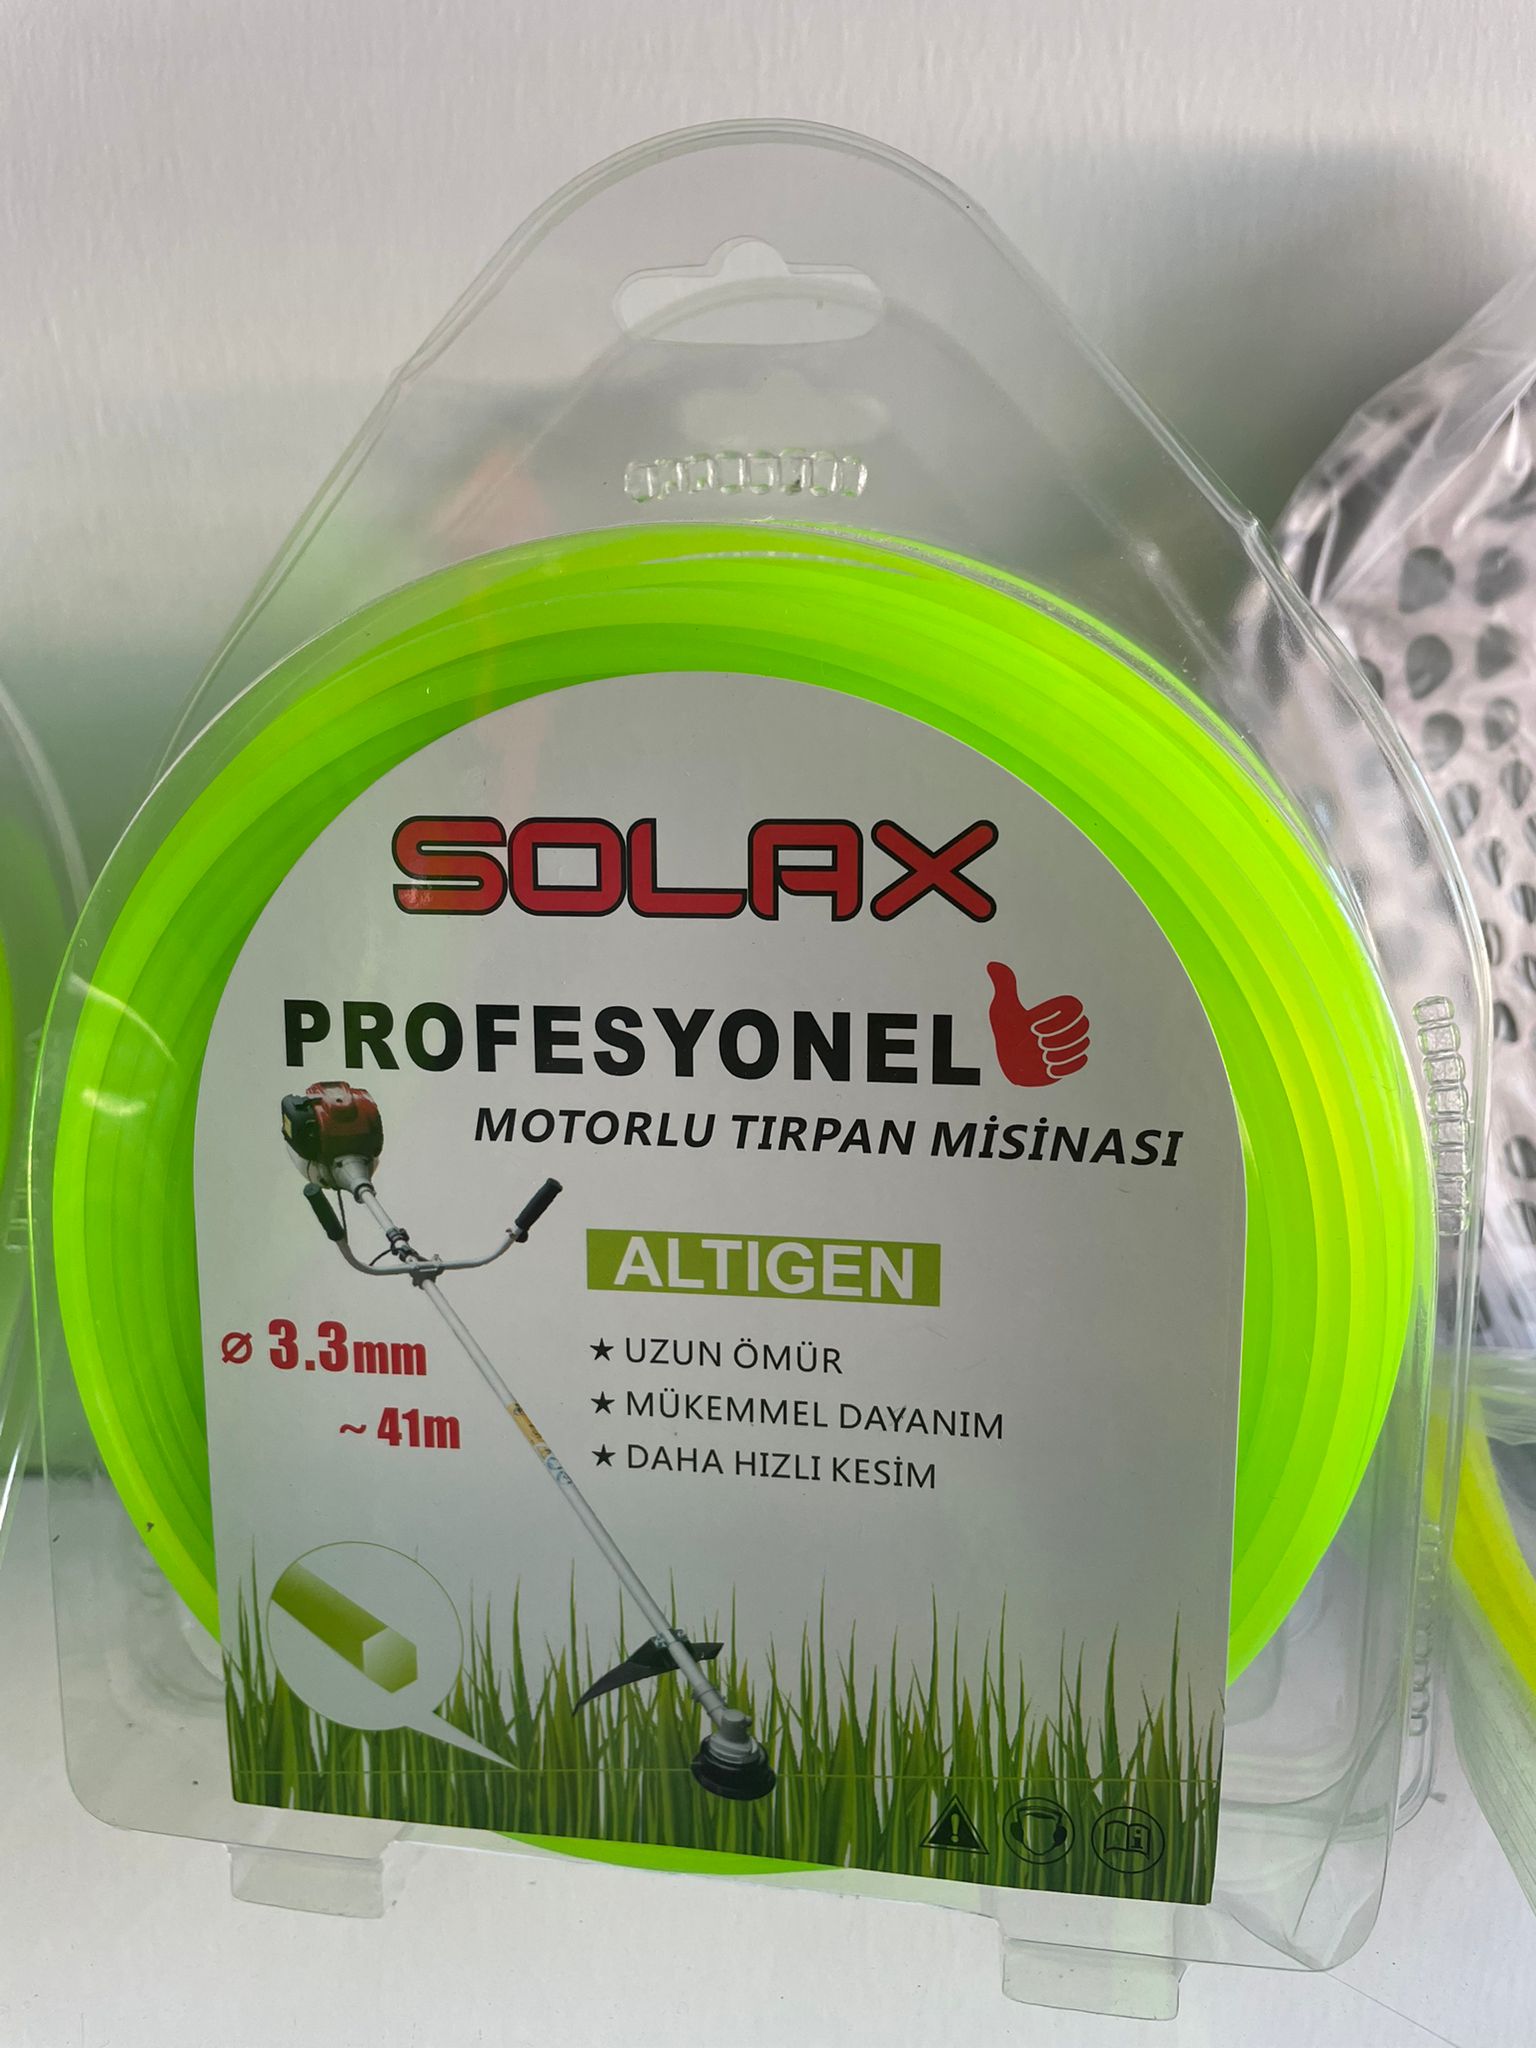 SOLAX
PROFESYONEL
MOTORLU TIRPAN MİSİNASI
ALTIGEN
⌀ 3.3mm
~ 41m
★ UZUN ÖMÜR
★ MÜKEMMEL DAYANIM
★ DAHA HIZLI KESİM